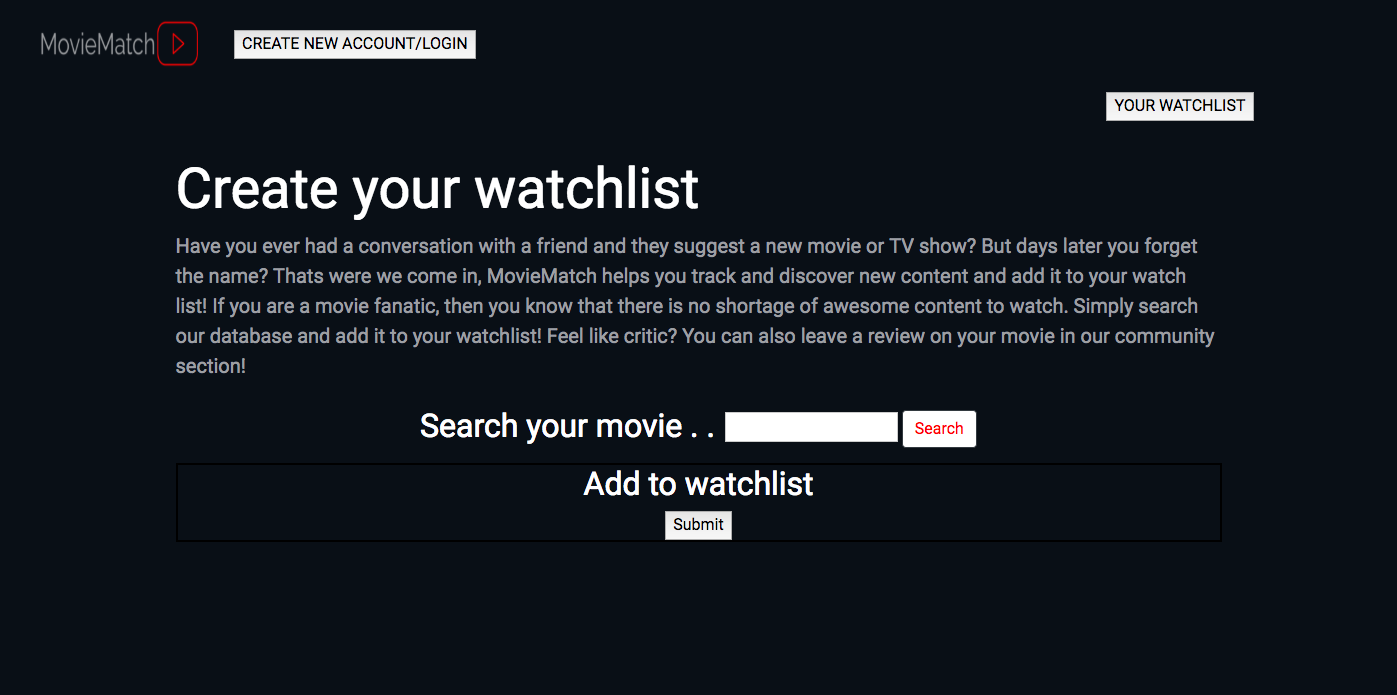 MovieMatch
CREATE NEW ACCOUNT/LOGIN
YOUR WATCHLIST
Create your watchlist
Have you ever had a conversation with a friend and they suggest a new movie or TV show? But days later you forget
the name? Thats were we come in, MovieMatch helps you track and discover new content and add it to your watch
list! If you are a movie fanatic, then you know that there is no shortage of awesome content to watch. Simply search
our database and add it to your watchlist! Feel like critic? You can also leave a review on your movie in our community
section!
Search your movie . . Search
Add to watchlist
Submit